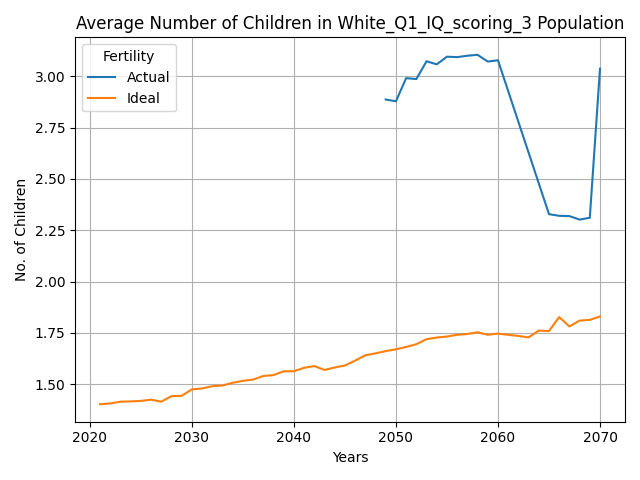 Average Number of Children in White_Q1_IQ_scoring_3 Population
Fertility
Actual
Ideal
No. of Children
3.00
2.75
2.50
2.25
2.00
1.75
1.50
2020 2030 2040 2050 2060 2070
Years